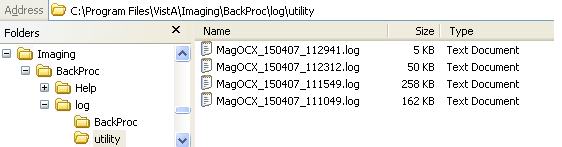 Address C:\Program Files\VistA\Imaging\BackProc\log\utility
Folders
Imaging
BackProc
Help
log
BackProc
utility
Name Size Type
MagOCX_150407_112941.log 5 KB Text Document
MagOCX_150407_112312.log 50 KB Text Document
MagOCX_150407_111549.log 258 KB Text Document
MagOCX_150407_111049.log 162 KB Text Document